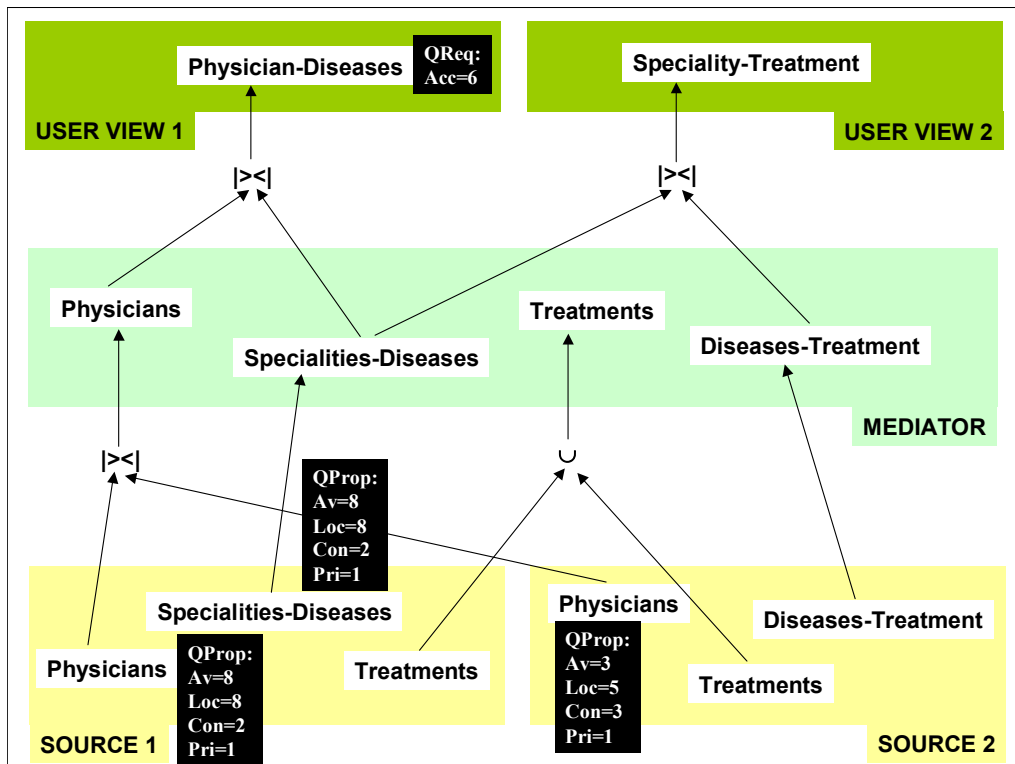 Physician-Diseases
QReq:
Acc=6
USER VIEW 1
Speciality-Treatment
USER VIEW 2
|><|
|><|
Physicians
Specialities-Diseases
Treatments
Diseases-Treatment
MEDIATOR
|><|
∪
QProp:
Av=8
Loc=8
Con=2
Pri=1
Specialities-Diseases
Physicians
QProp:
Av=8
Loc=8
Con=2
Pri=1
Treatments
SOURCE 1
Physicians
QProp:
Av=3
Loc=5
Con=3
Pri=1
Diseases-Treatment
Treatments
SOURCE 2